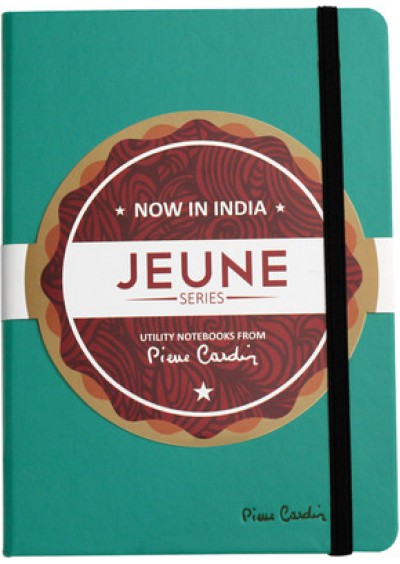 ★ NOW IN INDIA ★
JEUNE
SERIES
UTILITY NOTEBOOKS FROM
Pierre Cardin
★
Pierre Cardin